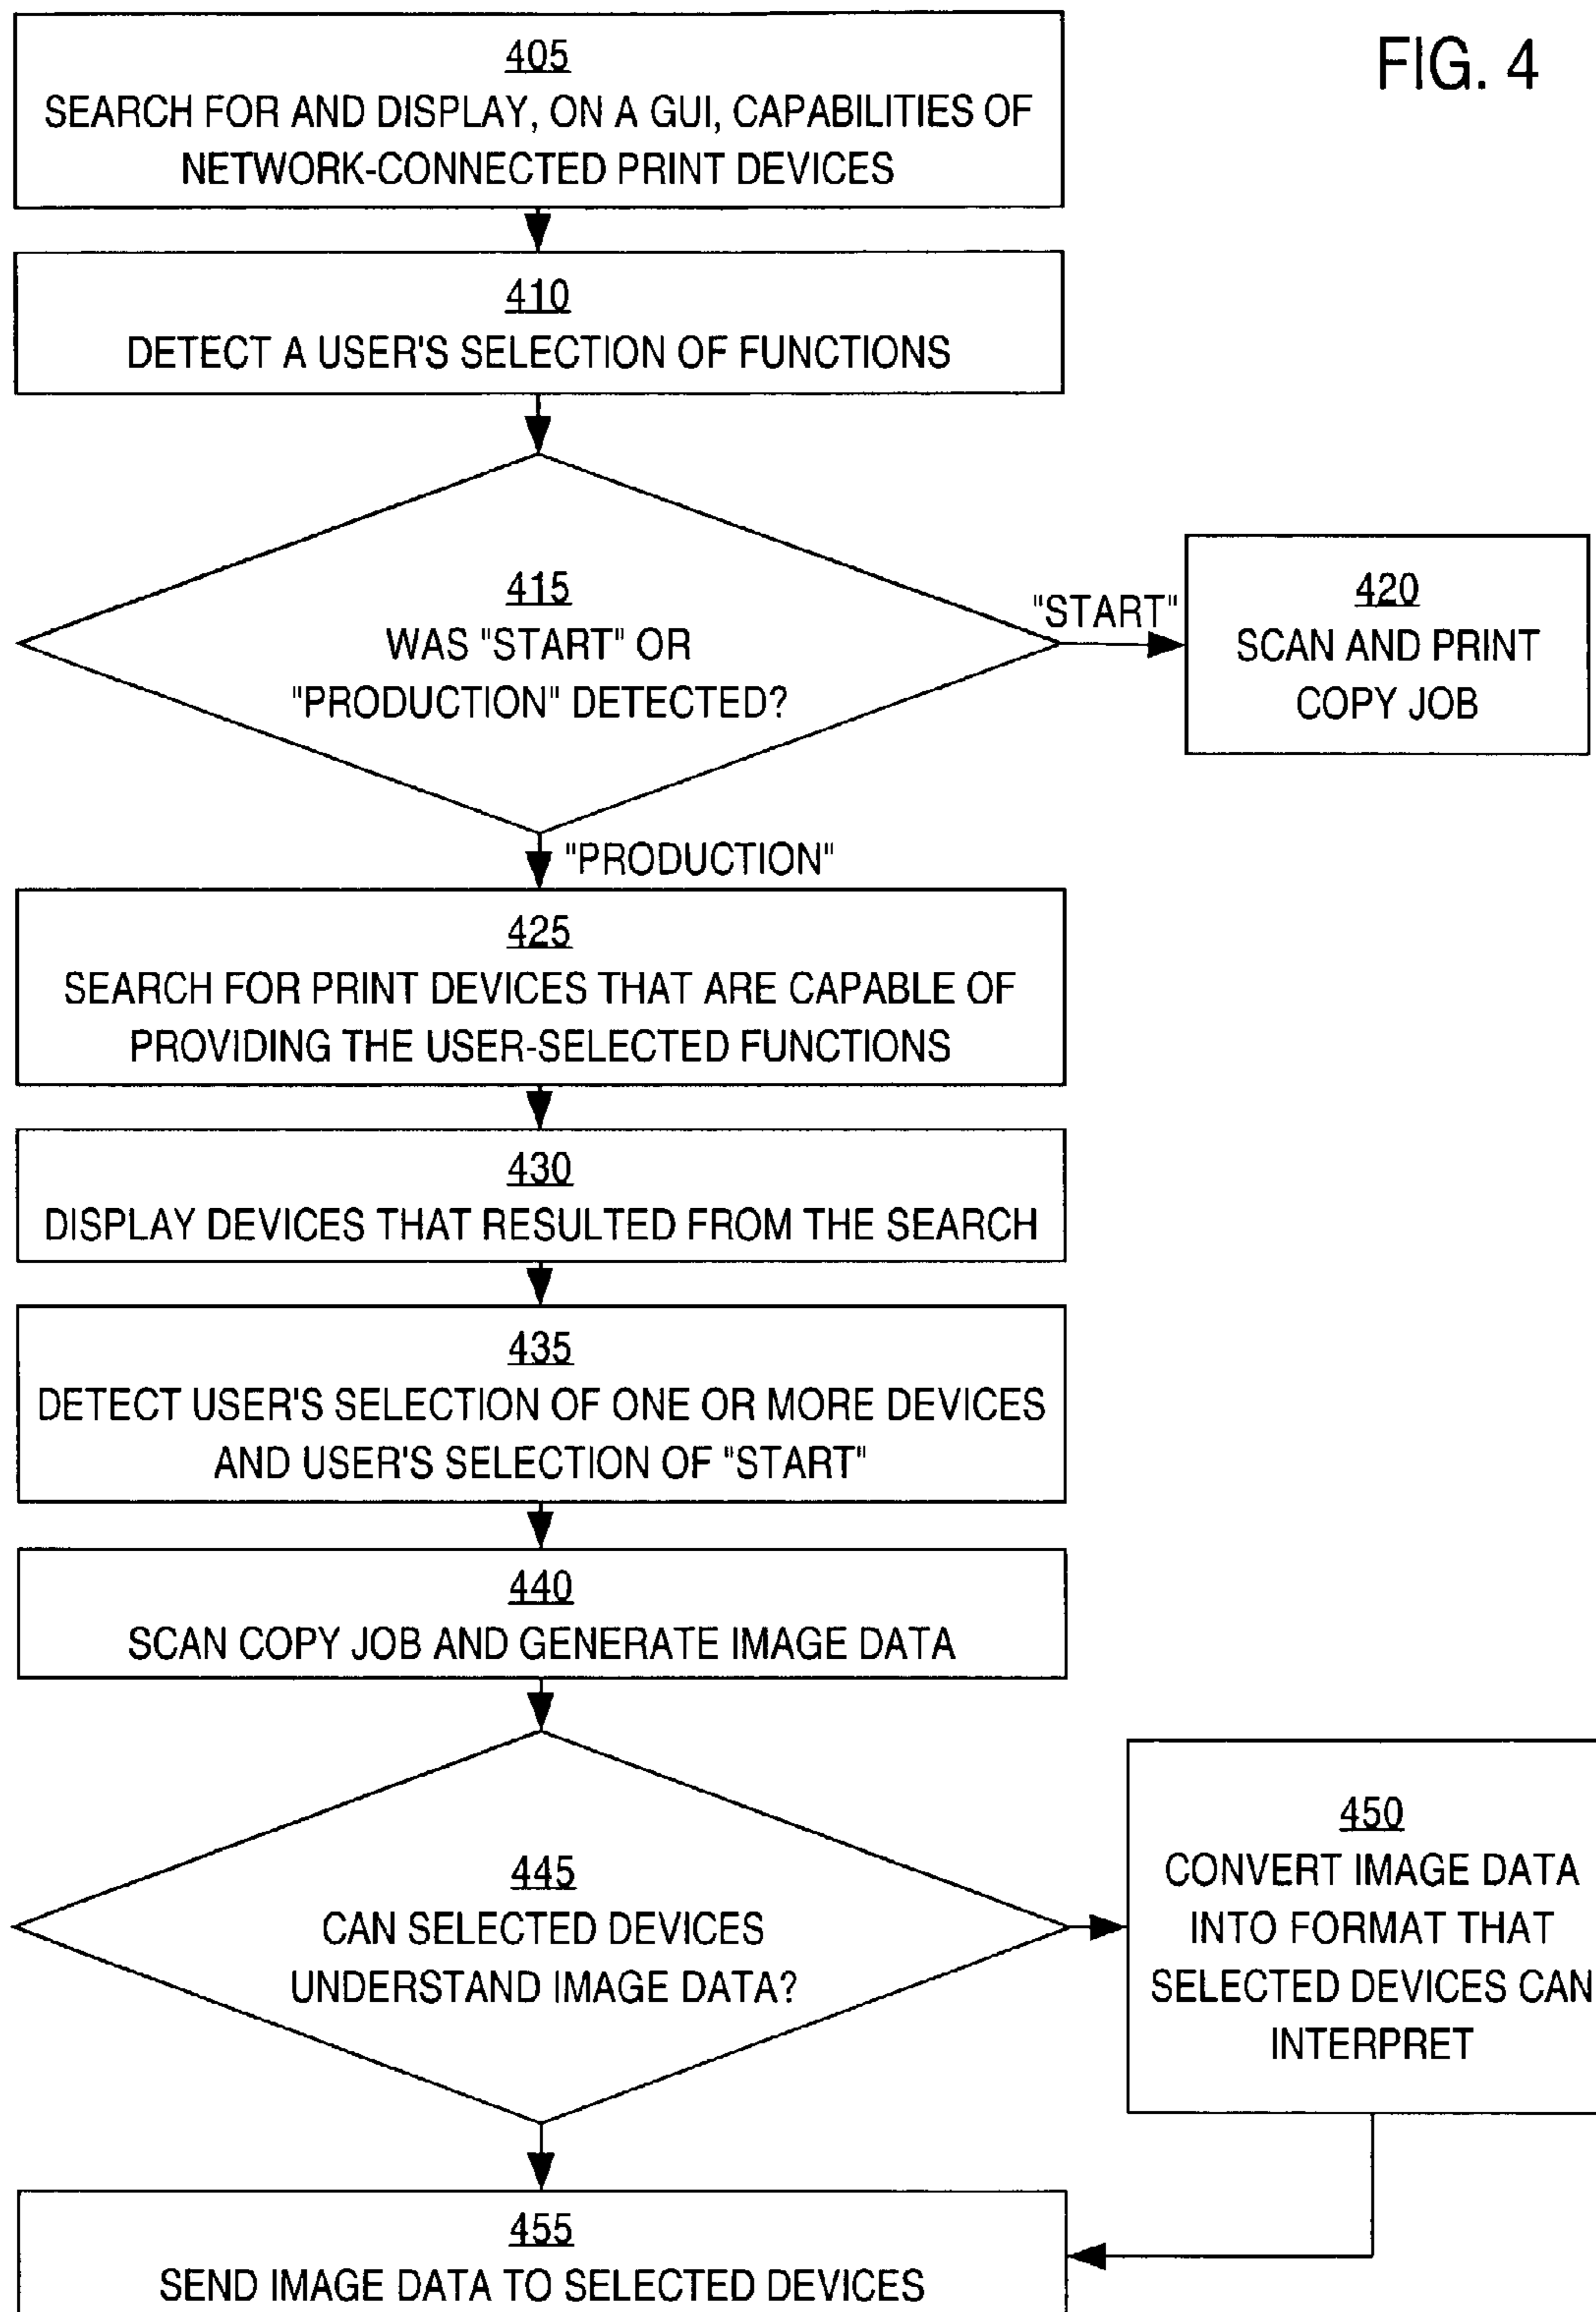 FIG. 4
405
SEARCH FOR AND DISPLAY, ON A GUI, CAPABILITIES OF
NETWORK-CONNECTED PRINT DEVICES
410
DETECT A USER'S SELECTION OF FUNCTIONS
415
WAS "START" OR
"PRODUCTION" DETECTED?
"START"
420
SCAN AND PRINT
COPY JOB
"PRODUCTION"
425
SEARCH FOR PRINT DEVICES THAT ARE CAPABLE OF
PROVIDING THE USER-SELECTED FUNCTIONS
430
DISPLAY DEVICES THAT RESULTED FROM THE SEARCH
435
DETECT USER'S SELECTION OF ONE OR MORE DEVICES
AND USER'S SELECTION OF "START"
440
SCAN COPY JOB AND GENERATE IMAGE DATA
445
CAN SELECTED DEVICES
UNDERSTAND IMAGE DATA?
450
CONVERT IMAGE DATA
INTO FORMAT THAT
SELECTED DEVICES CAN
INTERPRET
455
SEND IMAGE DATA TO SELECTED DEVICES